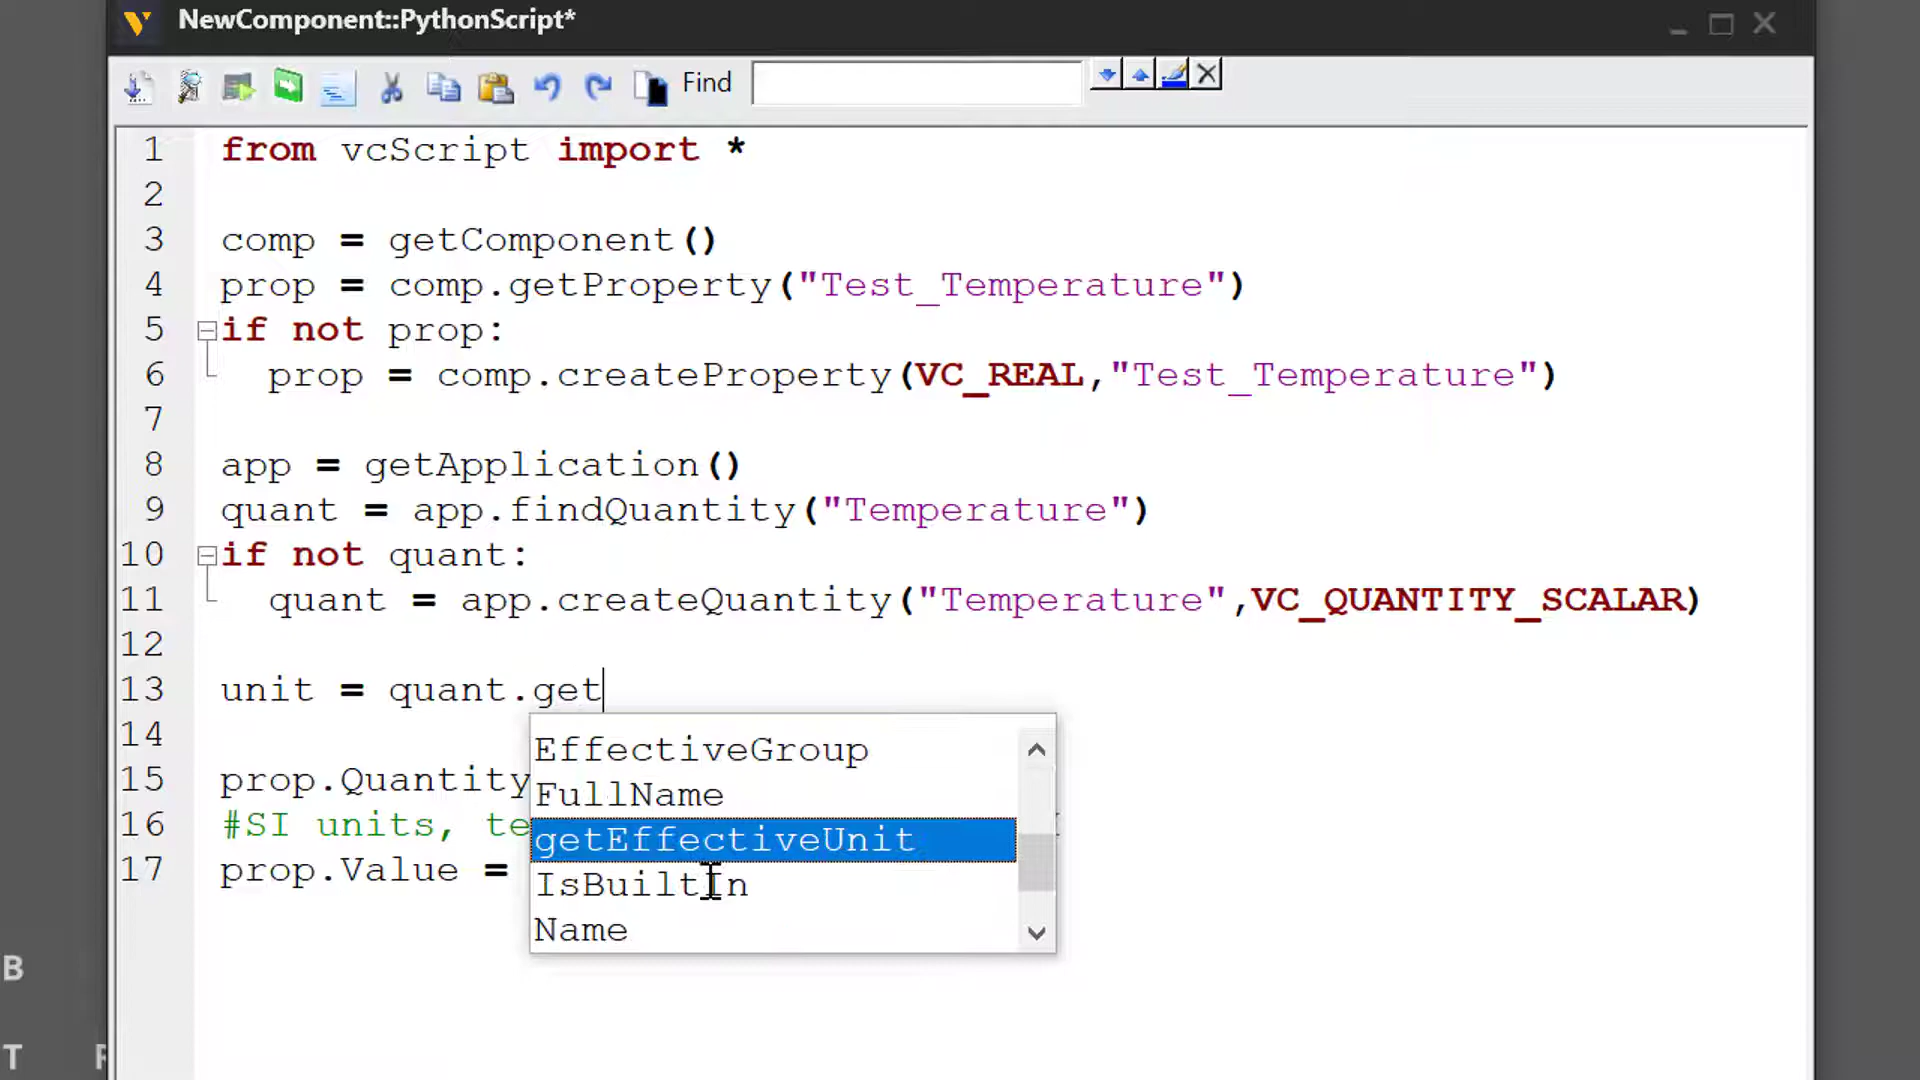 NewComponent::PythonScript*
Find
1 from vcScript import *
2
3 comp = getComponent()
4 prop = comp.getProperty("Test_Temperature")
5 if not prop:
6 prop = comp.createProperty(VC_REAL,"Test_Temperature")
7
8 app = getApplication()
9 quant = app.findQuantity("Temperature")
10 if not quant:
11 quant = app.createQuantity("Temperature",VC_QUANTITY_SCALAR)
12
13 unit = quant.get
14
EffectiveGroup
15 prop.Quantity
FullName
16 #SI units, te
getEffectiveUnit
17 prop.Value =
IsBuiltIn
Name
B
T